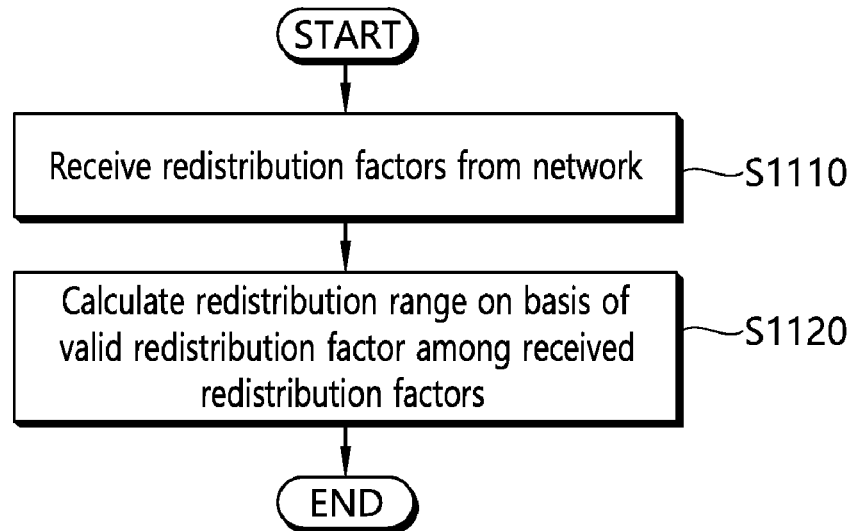 START
Receive redistribution factors from network
S1110
Calculate redistribution range on basis of
valid redistribution factor among received
redistribution factors
S1120
END